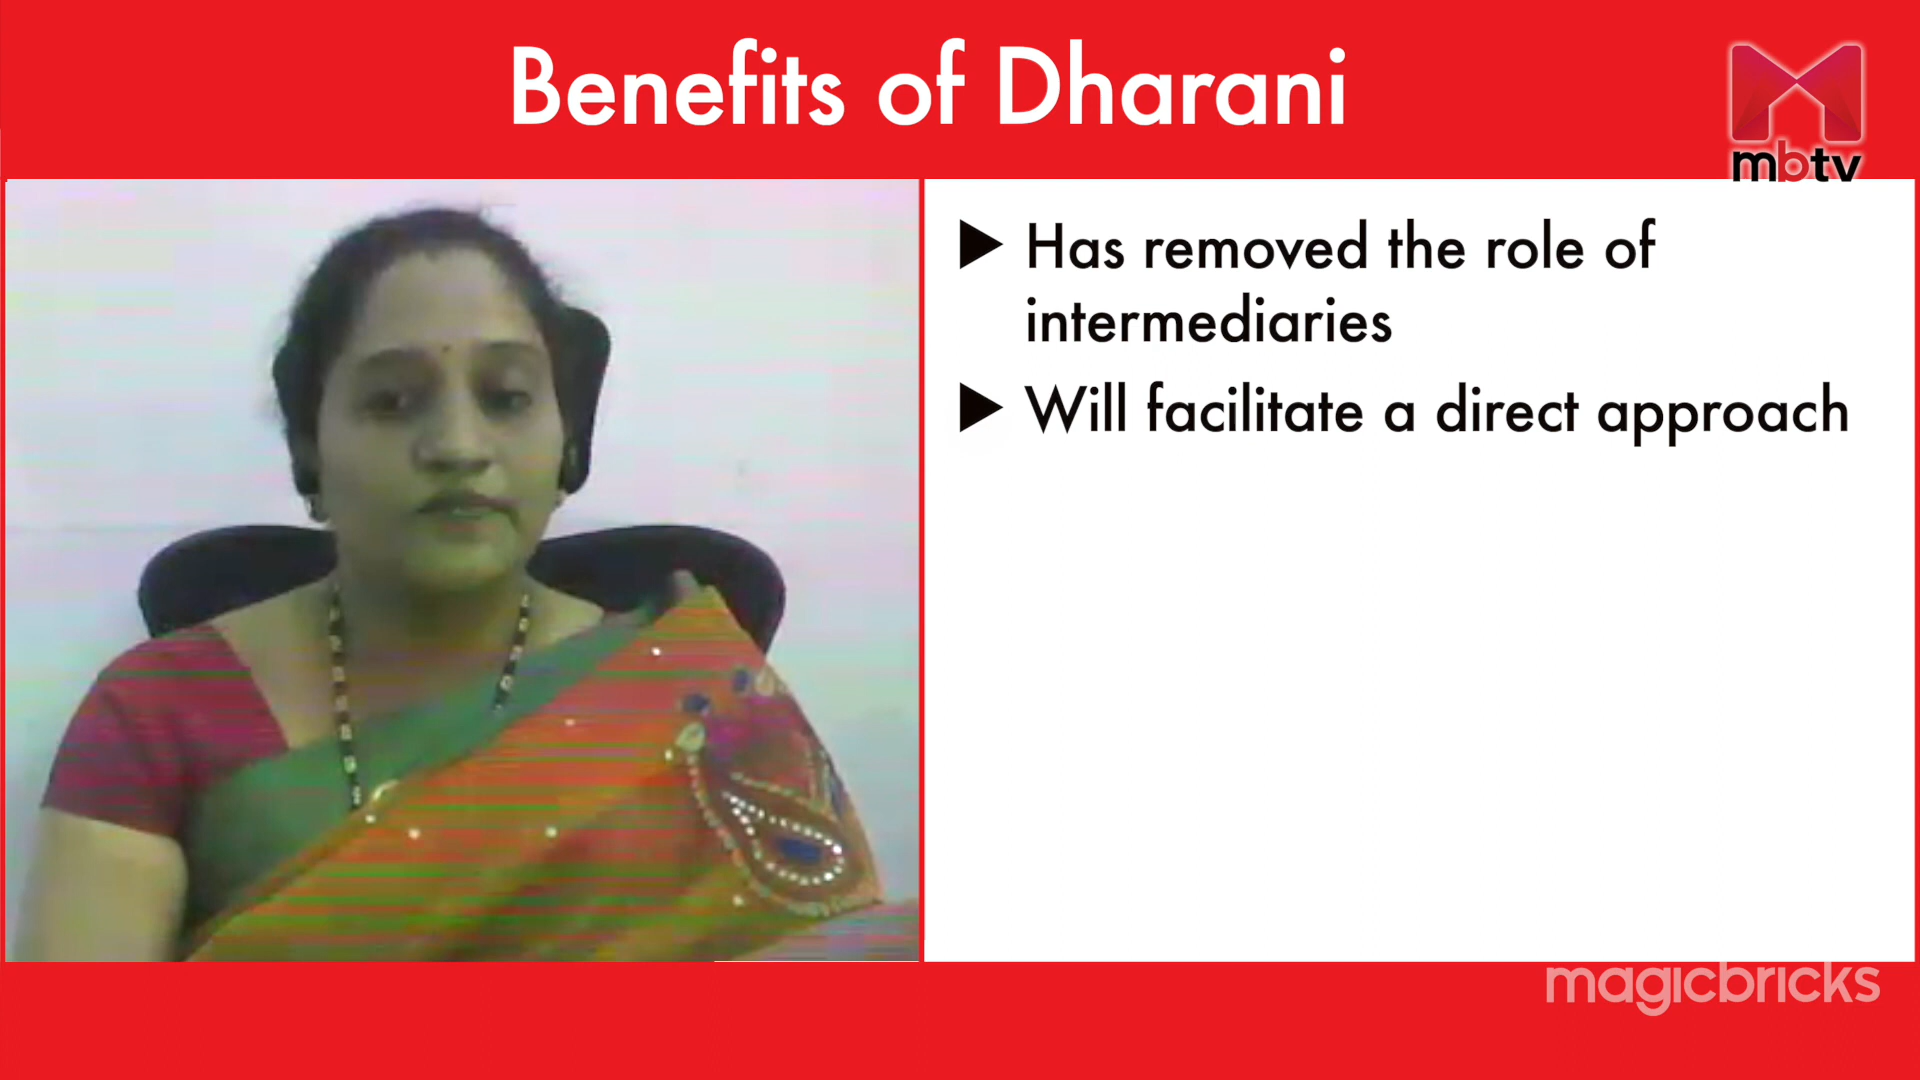 Benefits of Dharani
mbtv
Has removed the role of
intermediaries
Will facilitate a direct approach
magicbricks